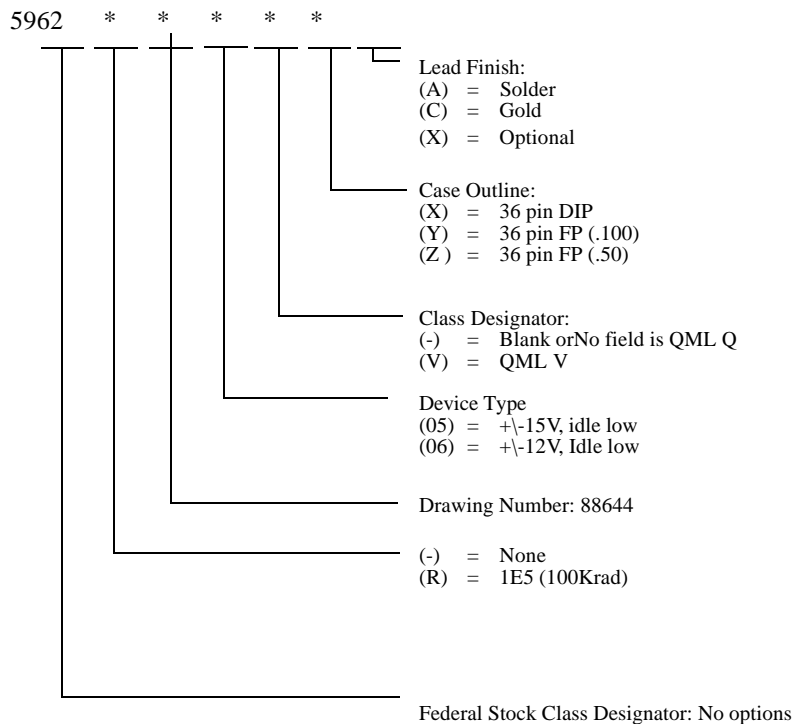 5962 * * * * *
Lead Finish:
(A) = Solder
(C) = Gold
(X) = Optional
Case Outline:
(X) = 36 pin DIP
(Y) = 36 pin FP (.100)
(Z ) = 36 pin FP (.50)
Class Designator:
(-) = Blank orNo field is QML Q
(V) = QML V
Device Type
(05) = +\-15V, idle low
(06) = +\-12V, Idle low
Drawing Number: 88644
(-) = None
(R) = 1E5 (100Krad)
Federal Stock Class Designator: No options